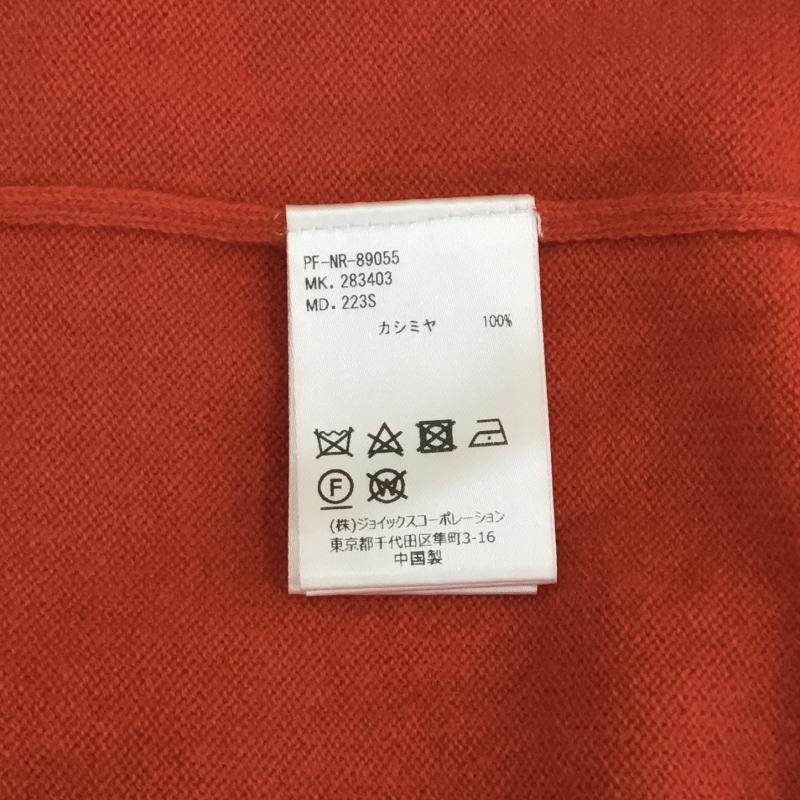 PF-NR-89055
MK. 283403
MD. 223S
カシミヤ 100%
F W
(株)ジョイックスコーポレーション
東京都千代田区隼町3-16
中国製